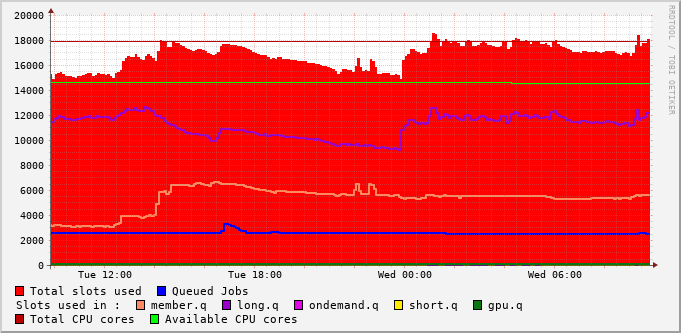 20000
18000
16000
14000
12000
10000
8000
6000
4000
2000
0
Tue 12:00 Tue 18:00 Wed 00:00 Wed 06:00
RRDTOOL / TOBI OETIKER
Total slots used Queued Jobs
Slots used in : member.q long.q ondemand.q short.q gpu.q
Total CPU cores Available CPU cores